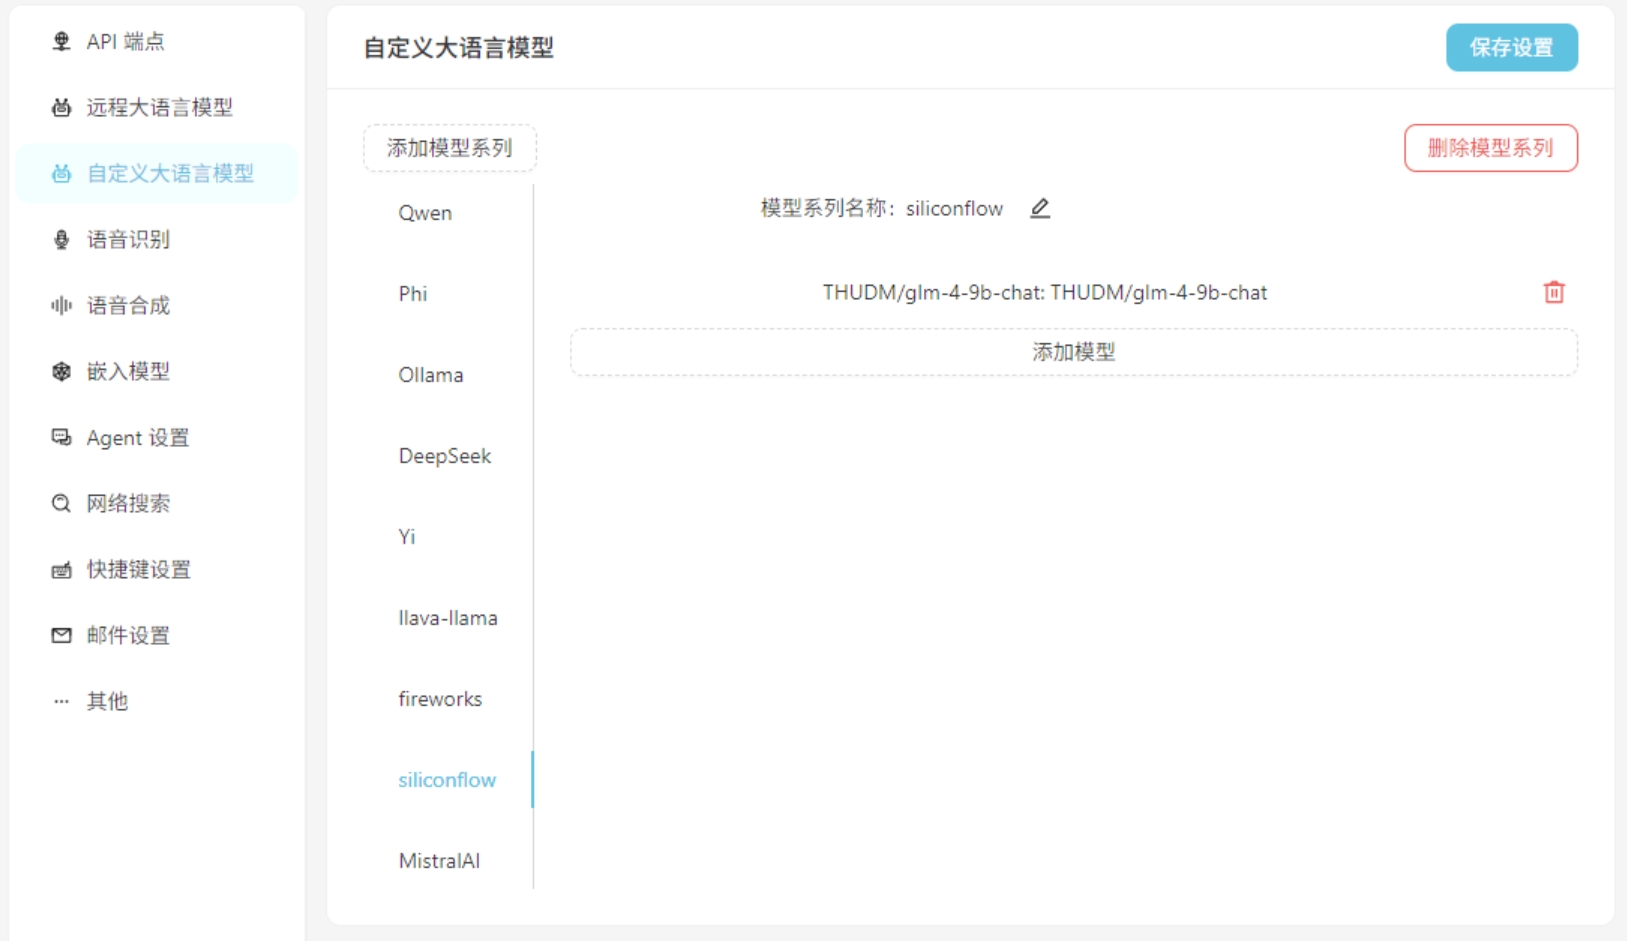 API 端点
远程大语言模型
自定义大语言模型
语音识别
语音合成
嵌入模型
Agent 设置
网络搜索
快捷键设置
邮件设置
其他
自定义大语言模型
保存设置
添加模型系列
删除模型系列
Qwen
Phi
Ollama
DeepSeek
Yi
llava-llama
fireworks
siliconflow
MistralAI
模型系列名称：siliconflow
THUDM/glm-4-9b-chat: THUDM/glm-4-9b-chat
添加模型